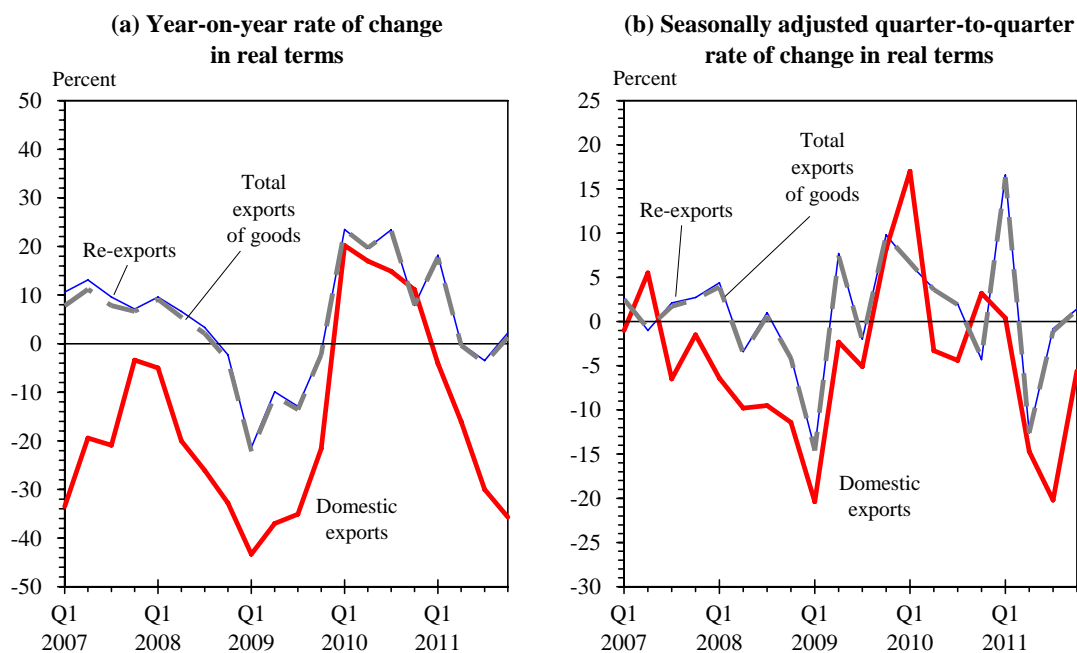 (a) Year-on-year rate of change
in real terms
Percent
50
40
30
20
10
0
-10
-20
-30
-40
-50
Re-exports
Total
exports
of goods
Domestic
exports
Q1
2007
Q1
2008
Q1
2009
Q1
2010
Q1
2011
(b) Seasonally adjusted quarter-to-quarter
rate of change in real terms
Percent
25
20
15
10
5
0
-5
-10
-15
-20
-25
-30
Re-exports
Total
exports
of goods
Domestic
exports
Q1
2007
Q1
2008
Q1
2009
Q1
2010
Q1
2011